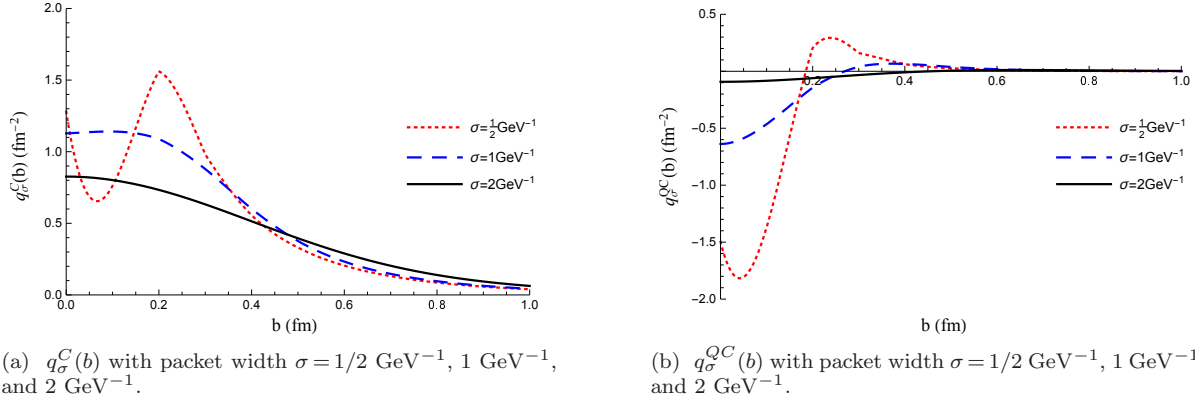 2.0
1.5
1.0
0.5
0.0
0.0 0.2 0.4 0.6 0.8 1.0
b (fm)
q_σ^C(b) (fm⁻²)
σ=½GeV⁻¹
σ=1GeV⁻¹
σ=2GeV⁻¹
(a) q_σ^C(b) with packet width σ = 1/2 GeV⁻¹, 1 GeV⁻¹,
and 2 GeV⁻¹.
0.5
0.0
−0.5
−1.0
−1.5
−2.0
0.2 0.4 0.6 0.8 1.0
b (fm)
q_σ^QC(b) (fm⁻²)
σ=½GeV⁻¹
σ=1GeV⁻¹
σ=2GeV⁻¹
(b) q_σ^QC(b) with packet width σ = 1/2 GeV⁻¹, 1 GeV⁻¹
and 2 GeV⁻¹.